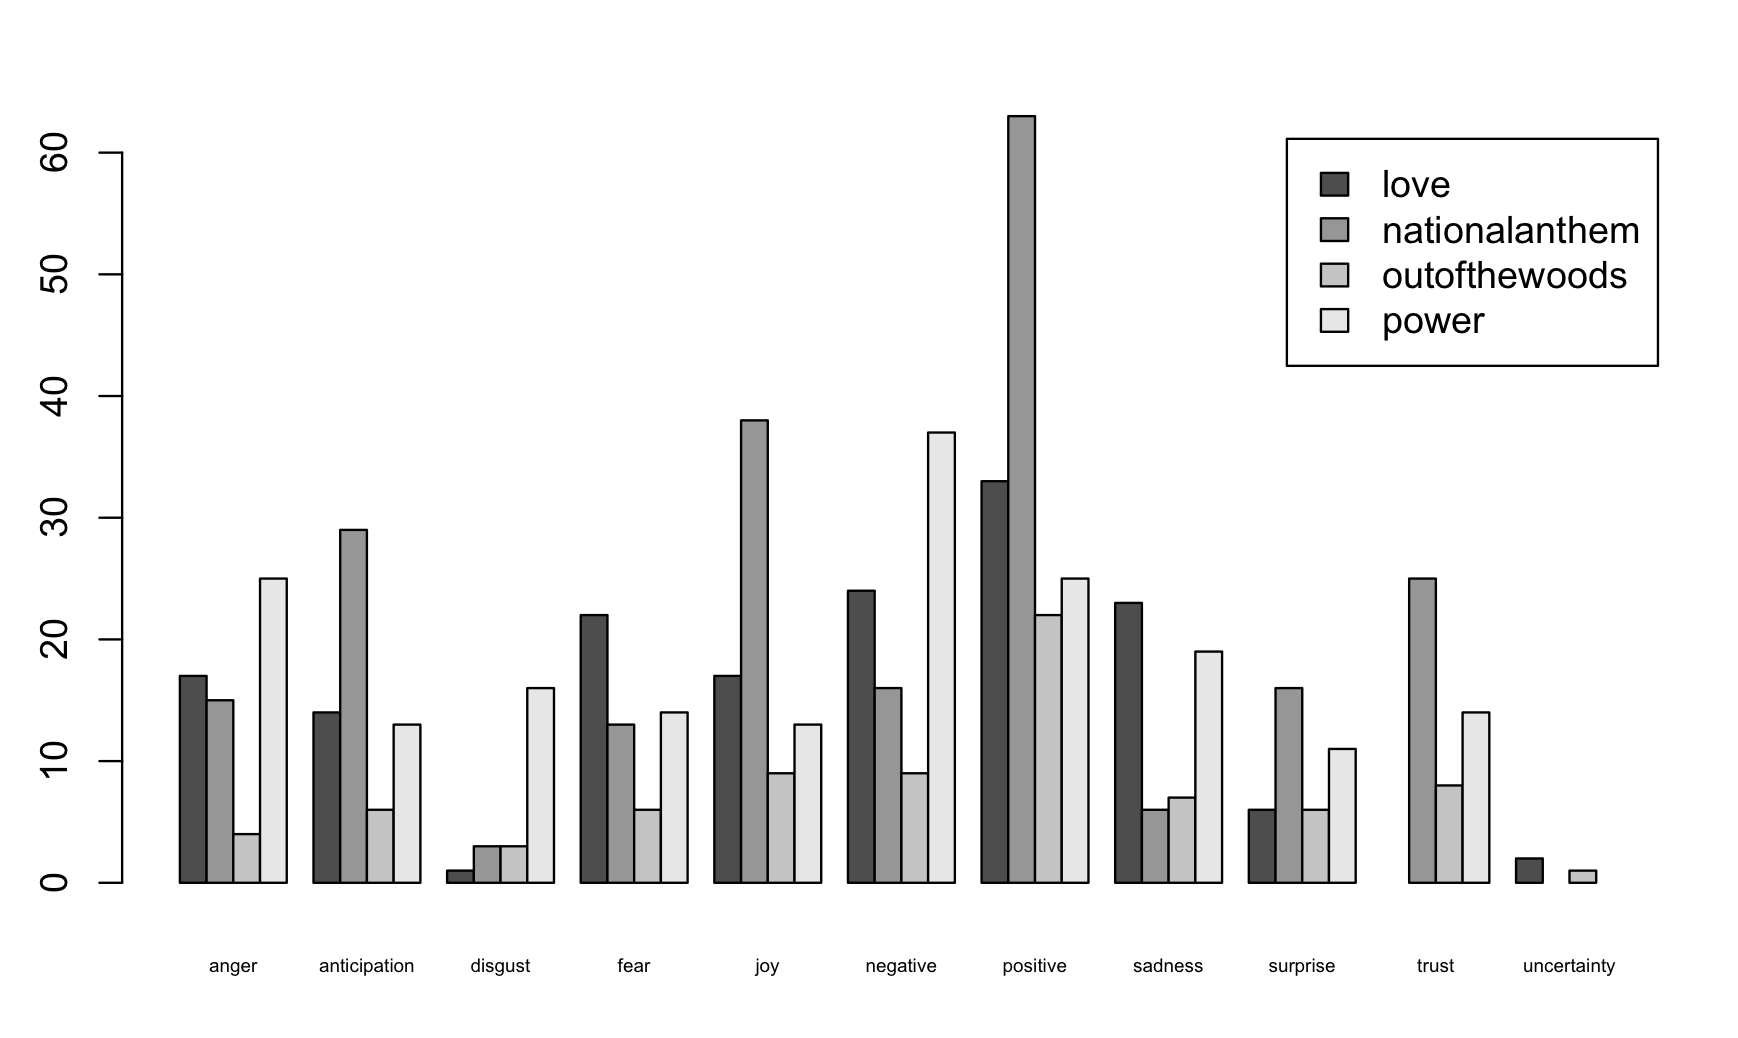 60
50
40
30
20
10
0
love
nationalanthem
outofthewoods
power
anger anticipation disgust fear joy negative positive sadness surprise trust uncertainty